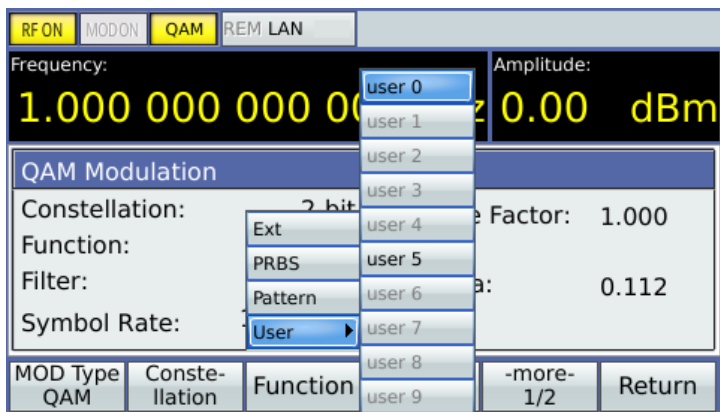 RF ON MOD ON QAM REM LAN
Frequency: Amplitude:
1.000 000 000 0 0.00 dBm
QAM Modulation
Constellation: 2 bit Factor: 1.000
Function:
Filter: 0.112
Symbol Rate:
Ext
PRBS
Pattern
User
user 0
user 1
user 2
user 3
user 4
user 5
user 6
user 7
user 8
user 9
MOD Type Conste- Function -more- Return
QAM llation 1/2